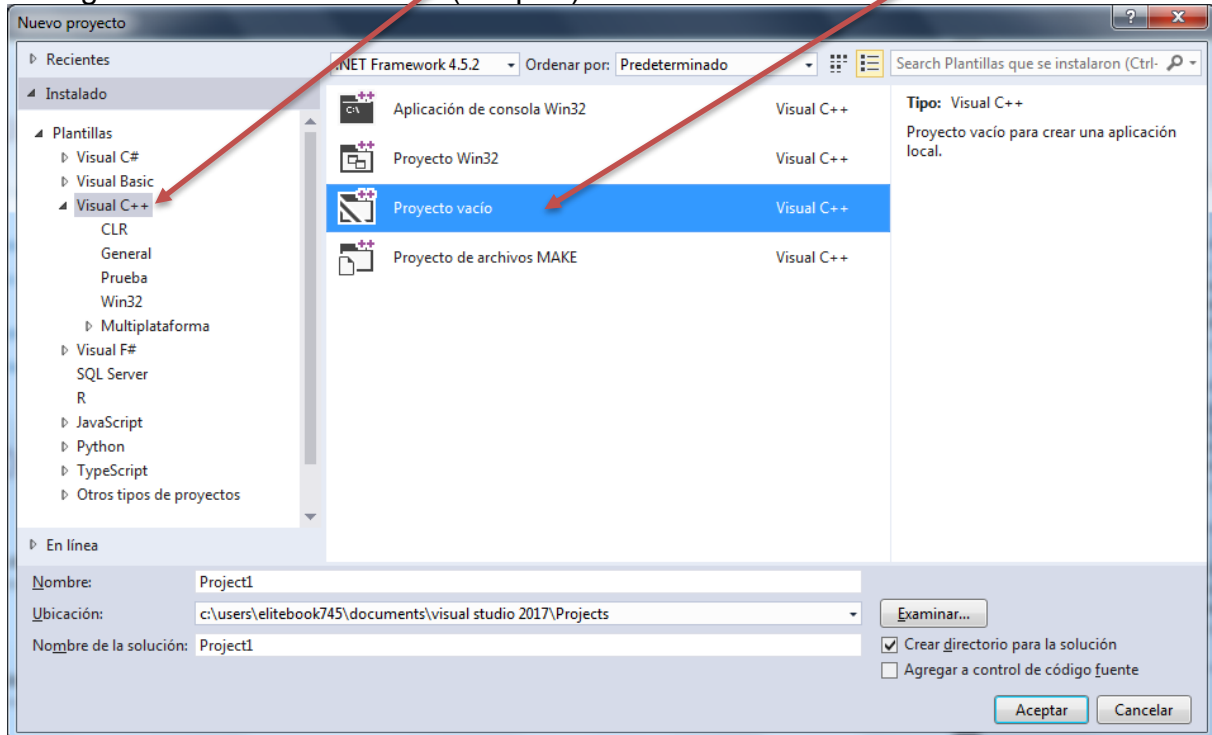 Nuevo proyecto
?
X
Recientes
.NET Framework 4.5.2
Ordenar por:
Predeterminado
Search Plantillas que se instalaron (Ctrl-
Instalado
Plantillas
Visual C#
Visual Basic
Visual C++
CLR
General
Prueba
Win32
Multiplataforma
Visual F#
SQL Server
R
JavaScript
Python
TypeScript
Otros tipos de proyectos
En línea
Aplicación de consola Win32 Visual C++
Proyecto Win32 Visual C++
Proyecto vacío Visual C++
Proyecto de archivos MAKE Visual C++
Tipo: Visual C++
Proyecto vacío para crear una aplicación
local.
Nombre: Project1
Ubicación: c:\users\elitebook745\documents\visual studio 2017\Projects
Examinar...
Nombre de la solución: Project1
Crear directorio para la solución
Agregar a control de código fuente
Aceptar
Cancelar